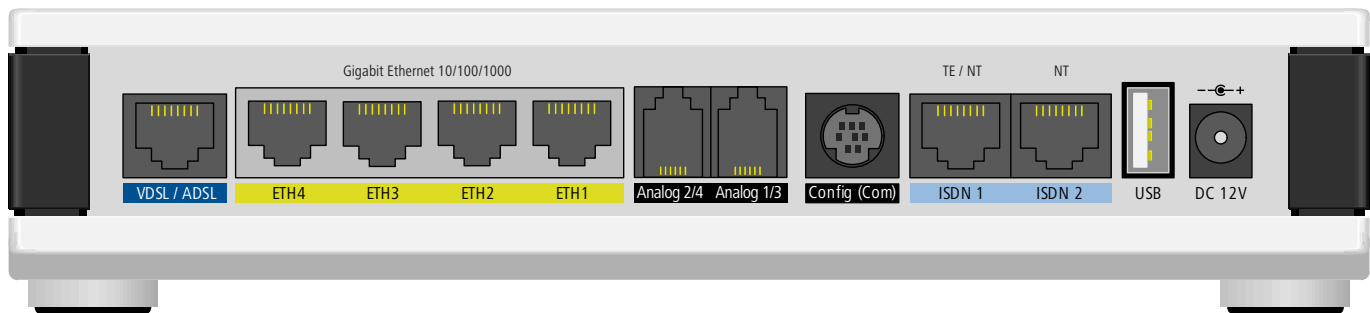 Gigabit Ethernet 10/100/1000
TE / NT
NT
- +
VDSL / ADSL
ETH4
ETH3
ETH2
ETH1
Analog 2/4
Analog 1/3
Config (Com)
ISDN 1
ISDN 2
USB
DC 12V